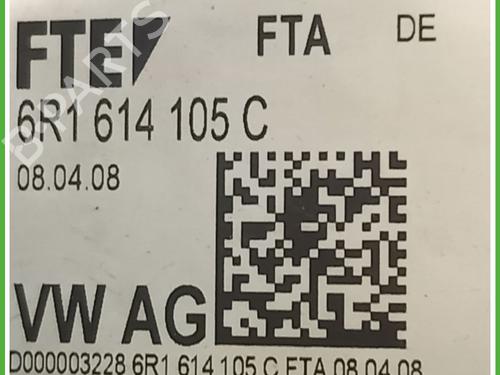 FTE FTA DE
6R1 614 105 C
08.04.08
VW AG
D000003228 6R1 614 105 C FTA 08.04.08
B-PARTS